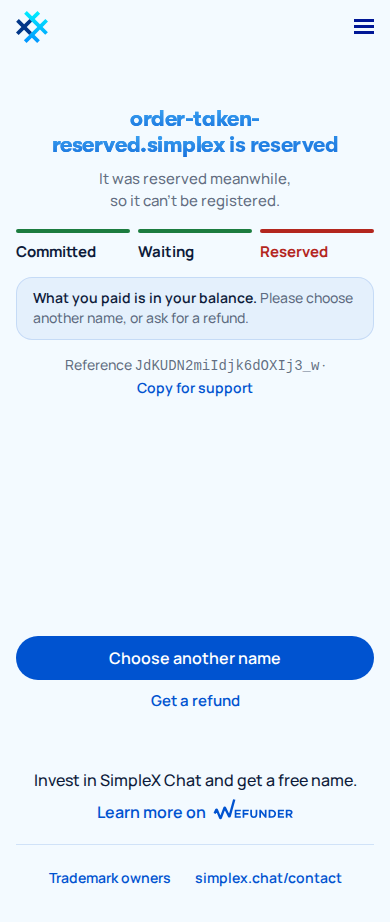 order-taken-
reserved.simplex is reserved
It was reserved meanwhile,
so it can't be registered.
Committed Waiting Reserved
What you paid is in your balance. Please choose
another name, or ask for a refund.
Reference JdKUDN2miIdjk6dOXIj3_w ·
Copy for support
Choose another name
Get a refund
Invest in SimpleX Chat and get a free name.
Learn more on WEFUNDER
Trademark owners simplex.chat/contact